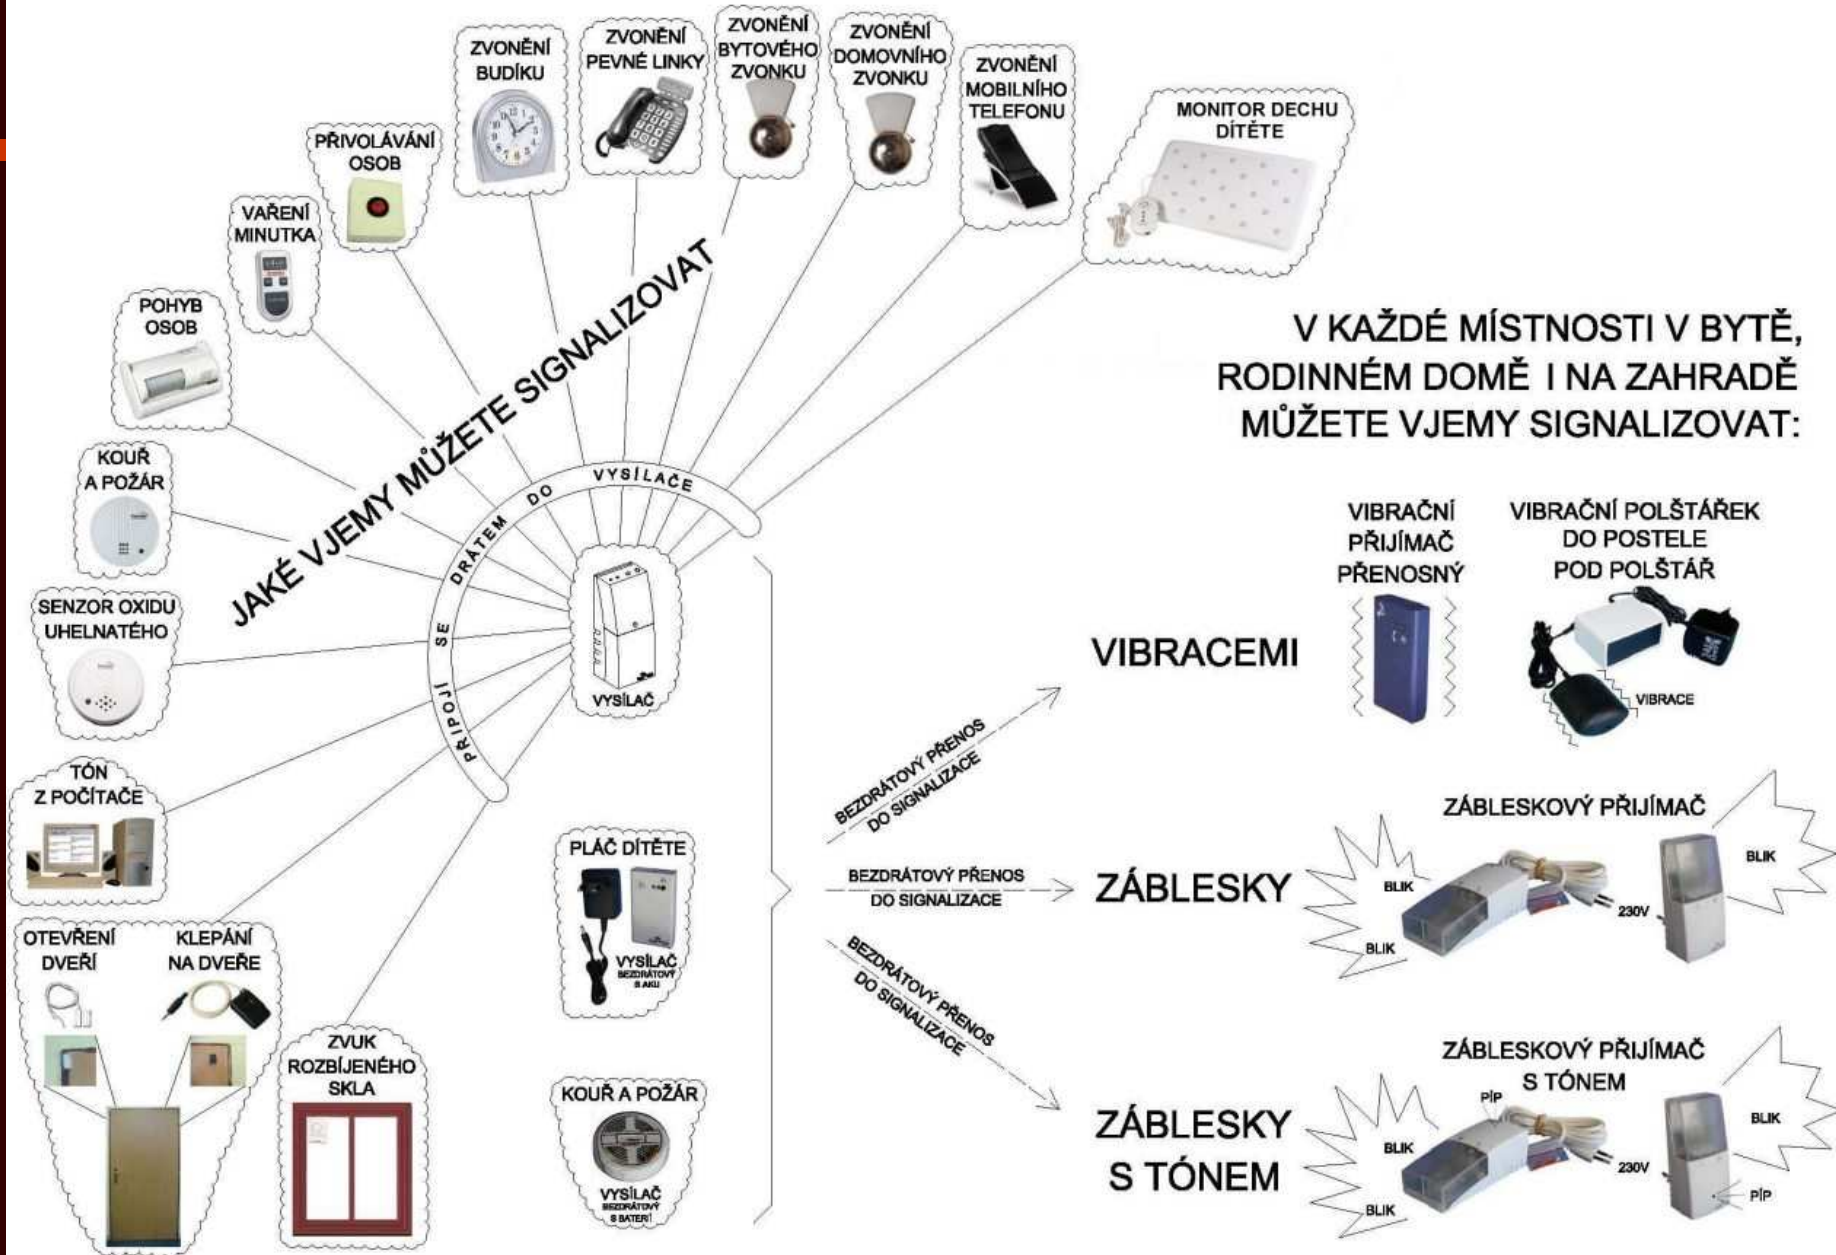 ZVONĚNÍ
BUDÍKU
ZVONĚNÍ
PEVNÉ LINKY
ZVONĚNÍ
BYTOVÉHO
ZVONKU
ZVONĚNÍ
DOMOVNÍHO
ZVONKU
ZVONĚNÍ
MOBILNÍHO
TELEFONU
MONITOR DECHU
DÍTĚTE
PŘIVOLÁVÁNÍ
OSOB
VAŘENÍ
MINUTKA
POHYB
OSOB
KOUŘ
A POŽÁR
SENZOR OXIDU
UHELNATÉHO
TÓN
Z POČÍTAČE
OTEVŘENÍ
DVEŘÍ
KLEPÁNÍ
NA DVEŘE
ZVUK
ROZBÍJENÉHO
SKLA
JAKÉ VJEMY MŮŽETE SIGNALIZOVAT
PŘIPOJÍ SE DRÁTEM DO VYSÍLAČE
VYSÍLAČ
PLÁČ DÍTĚTE
VYSÍLAČ
BEZDRÁTOVÝ
S AKU
KOUŘ A POŽÁR
VYSÍLAČ
BEZDRÁTOVÝ
S BATERÍ
BEZDRÁTOVÝ PŘENOS
DO SIGNALIZACE
BEZDRÁTOVÝ PŘENOS
DO SIGNALIZACE
BEZDRÁTOVÝ PŘENOS
DO SIGNALIZACE
V KAŽDÉ MÍSTNOSTI V BYTĚ,
RODINNÉM DOMĚ I NA ZAHRADĚ
MŮŽETE VJEMY SIGNALIZOVAT:
VIBRACEMI
VIBRAČNÍ
PŘIJÍMAČ
PŘENOSNÝ
VIBRAČNÍ POLŠTÁŘEK
DO POSTELE
POD POLŠTÁŘ
VIBRACE
ZÁBLESKY
ZÁBLESKOVÝ PŘIJÍMAČ
BLIK
BLIK
230V
BLIK
ZÁBLESKY
S TÓNEM
ZÁBLESKOVÝ PŘIJÍMAČ
S TÓNEM
PÍP
BLIK
BLIK
230V
BLIK
PÍP